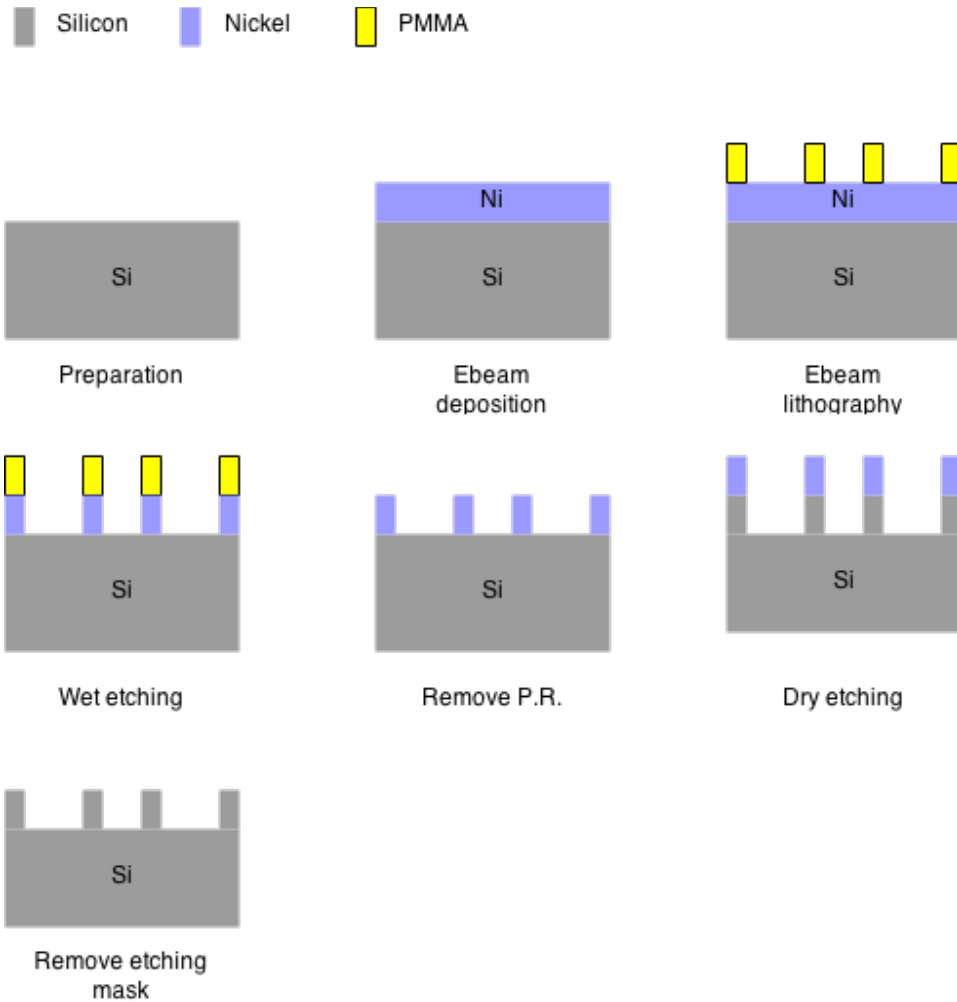 Silicon
Nickel
PMMA
Ni
Ni
Si
Si
Si
Preparation
Ebeam
deposition
Ebeam
lithography
Si
Si
Si
Wet etching
Remove P.R.
Dry etching
Si
Remove etching
mask